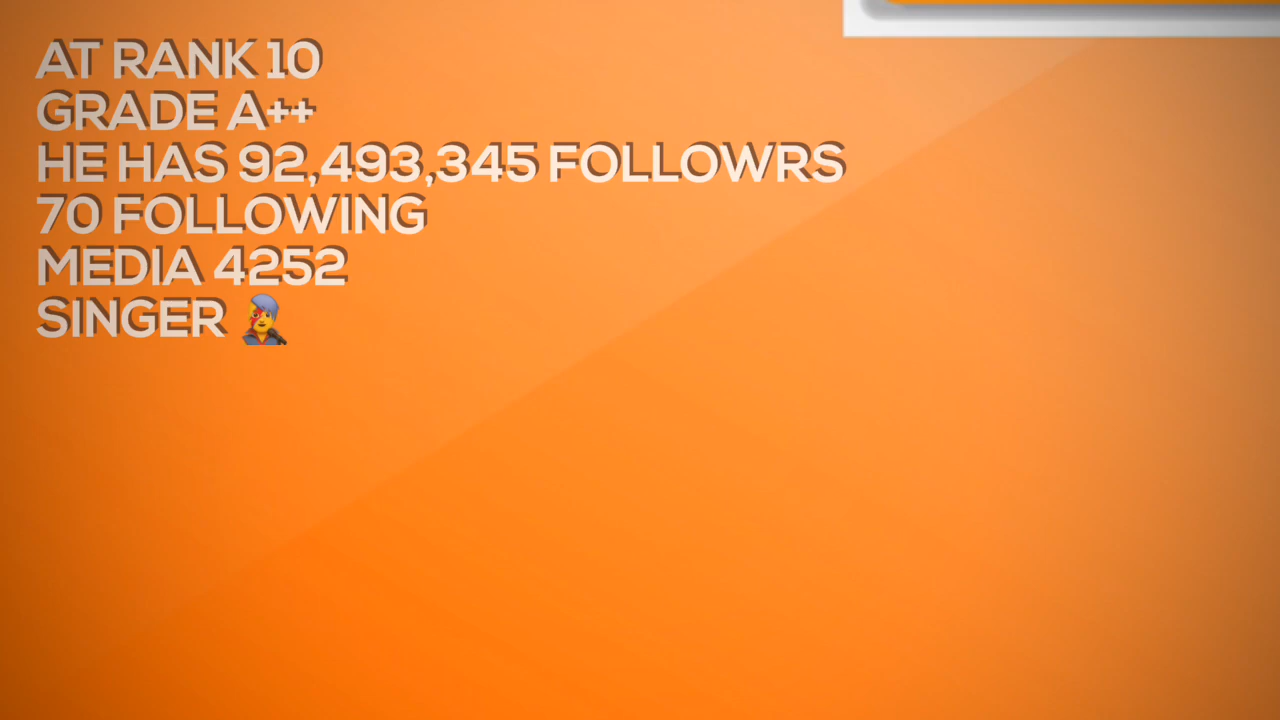 AT RANK 10
GRADE A++
HE HAS 92,493,345 FOLLOWRS
70 FOLLOWING
MEDIA 4252
SINGER 👨‍🎤